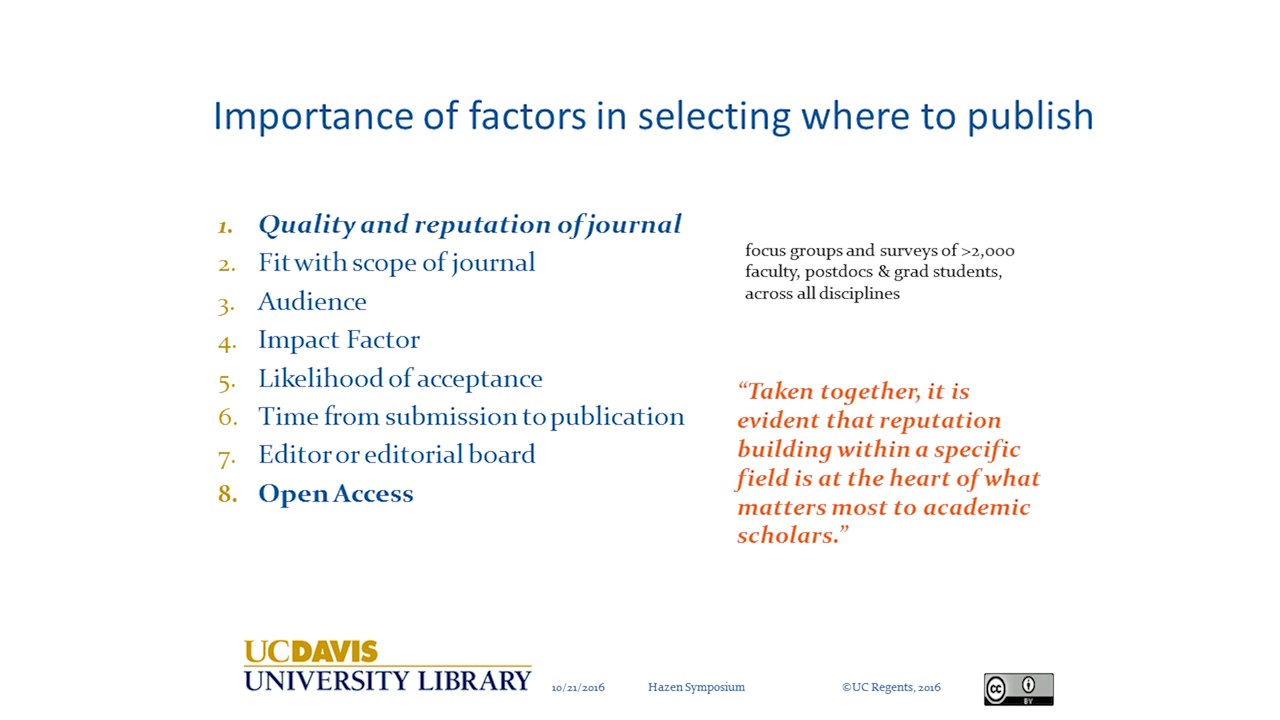 Importance of factors in selecting where to publish
1. Quality and reputation of journal
2. Fit with scope of journal
3. Audience
4. Impact Factor
5. Likelihood of acceptance
6. Time from submission to publication
7. Editor or editorial board
8. Open Access
focus groups and surveys of >2,000
faculty, postdocs & grad students,
across all disciplines
“Taken together, it is
evident that reputation
building within a specific
field is at the heart of what
matters most to academic
scholars.”
UCDAVIS
UNIVERSITY LIBRARY
10/21/2016 Hazen Symposium ©UC Regents, 2016
cc BY